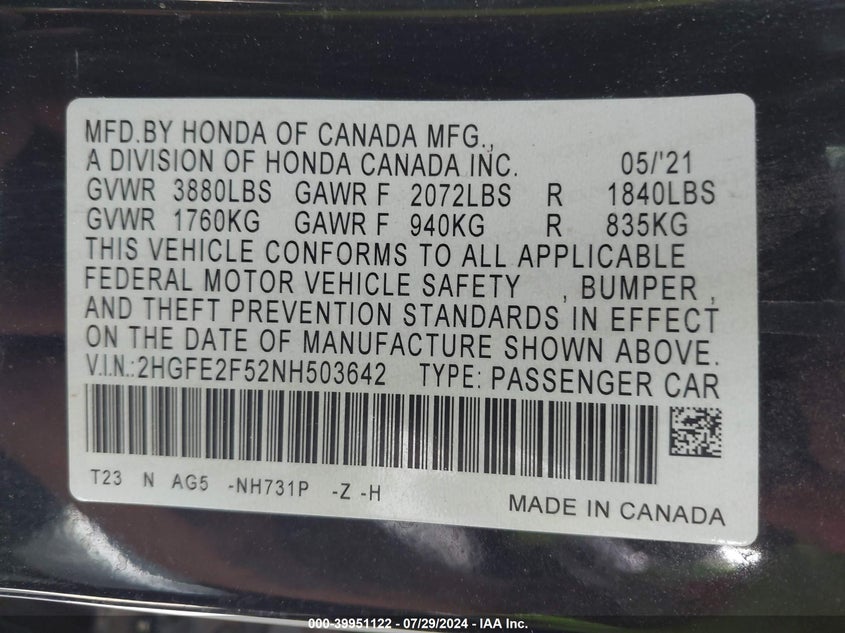 MFD.BY HONDA OF CANADA MFG.,
A DIVISION OF HONDA CANADA INC. 05/'21
GVWR 3880LBS GAWR F 2072LBS R 1840LBS
GVWR 1760KG GAWR F 940KG R 835KG
THIS VEHICLE CONFORMS TO ALL APPLICABLE
FEDERAL MOTOR VEHICLE SAFETY , BUMPER ,
AND THEFT PREVENTION STANDARDS IN EFFECT
ON THE DATE OF MANUFACTURE SHOWN ABOVE.
V.I.N.:2HGFE2F52NH503642 TYPE: PASSENGER CAR
T23 N AG5 -NH731P -Z -H
MADE IN CANADA
000-39951122 - 07/29/2024 - IAA Inc.